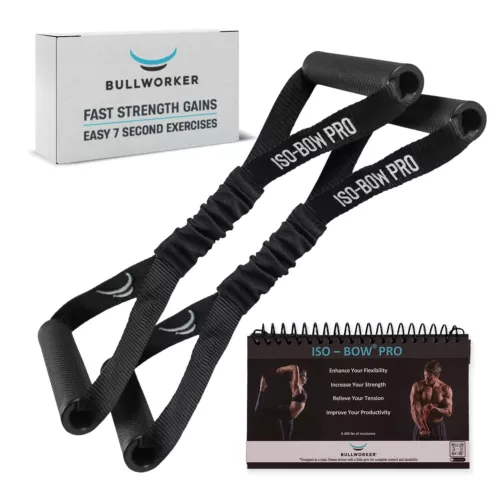 BULLWORKER
FAST STRENGTH GAINS
EASY 7 SECOND EXERCISES
ISO-BOW PRO
ISO-BOW PRO
ISO – BOW® PRO
Enhance Your Flexibility
Increase Your Strength
Relieve Your Tension
Improve Your Productivity
BULLWORKER